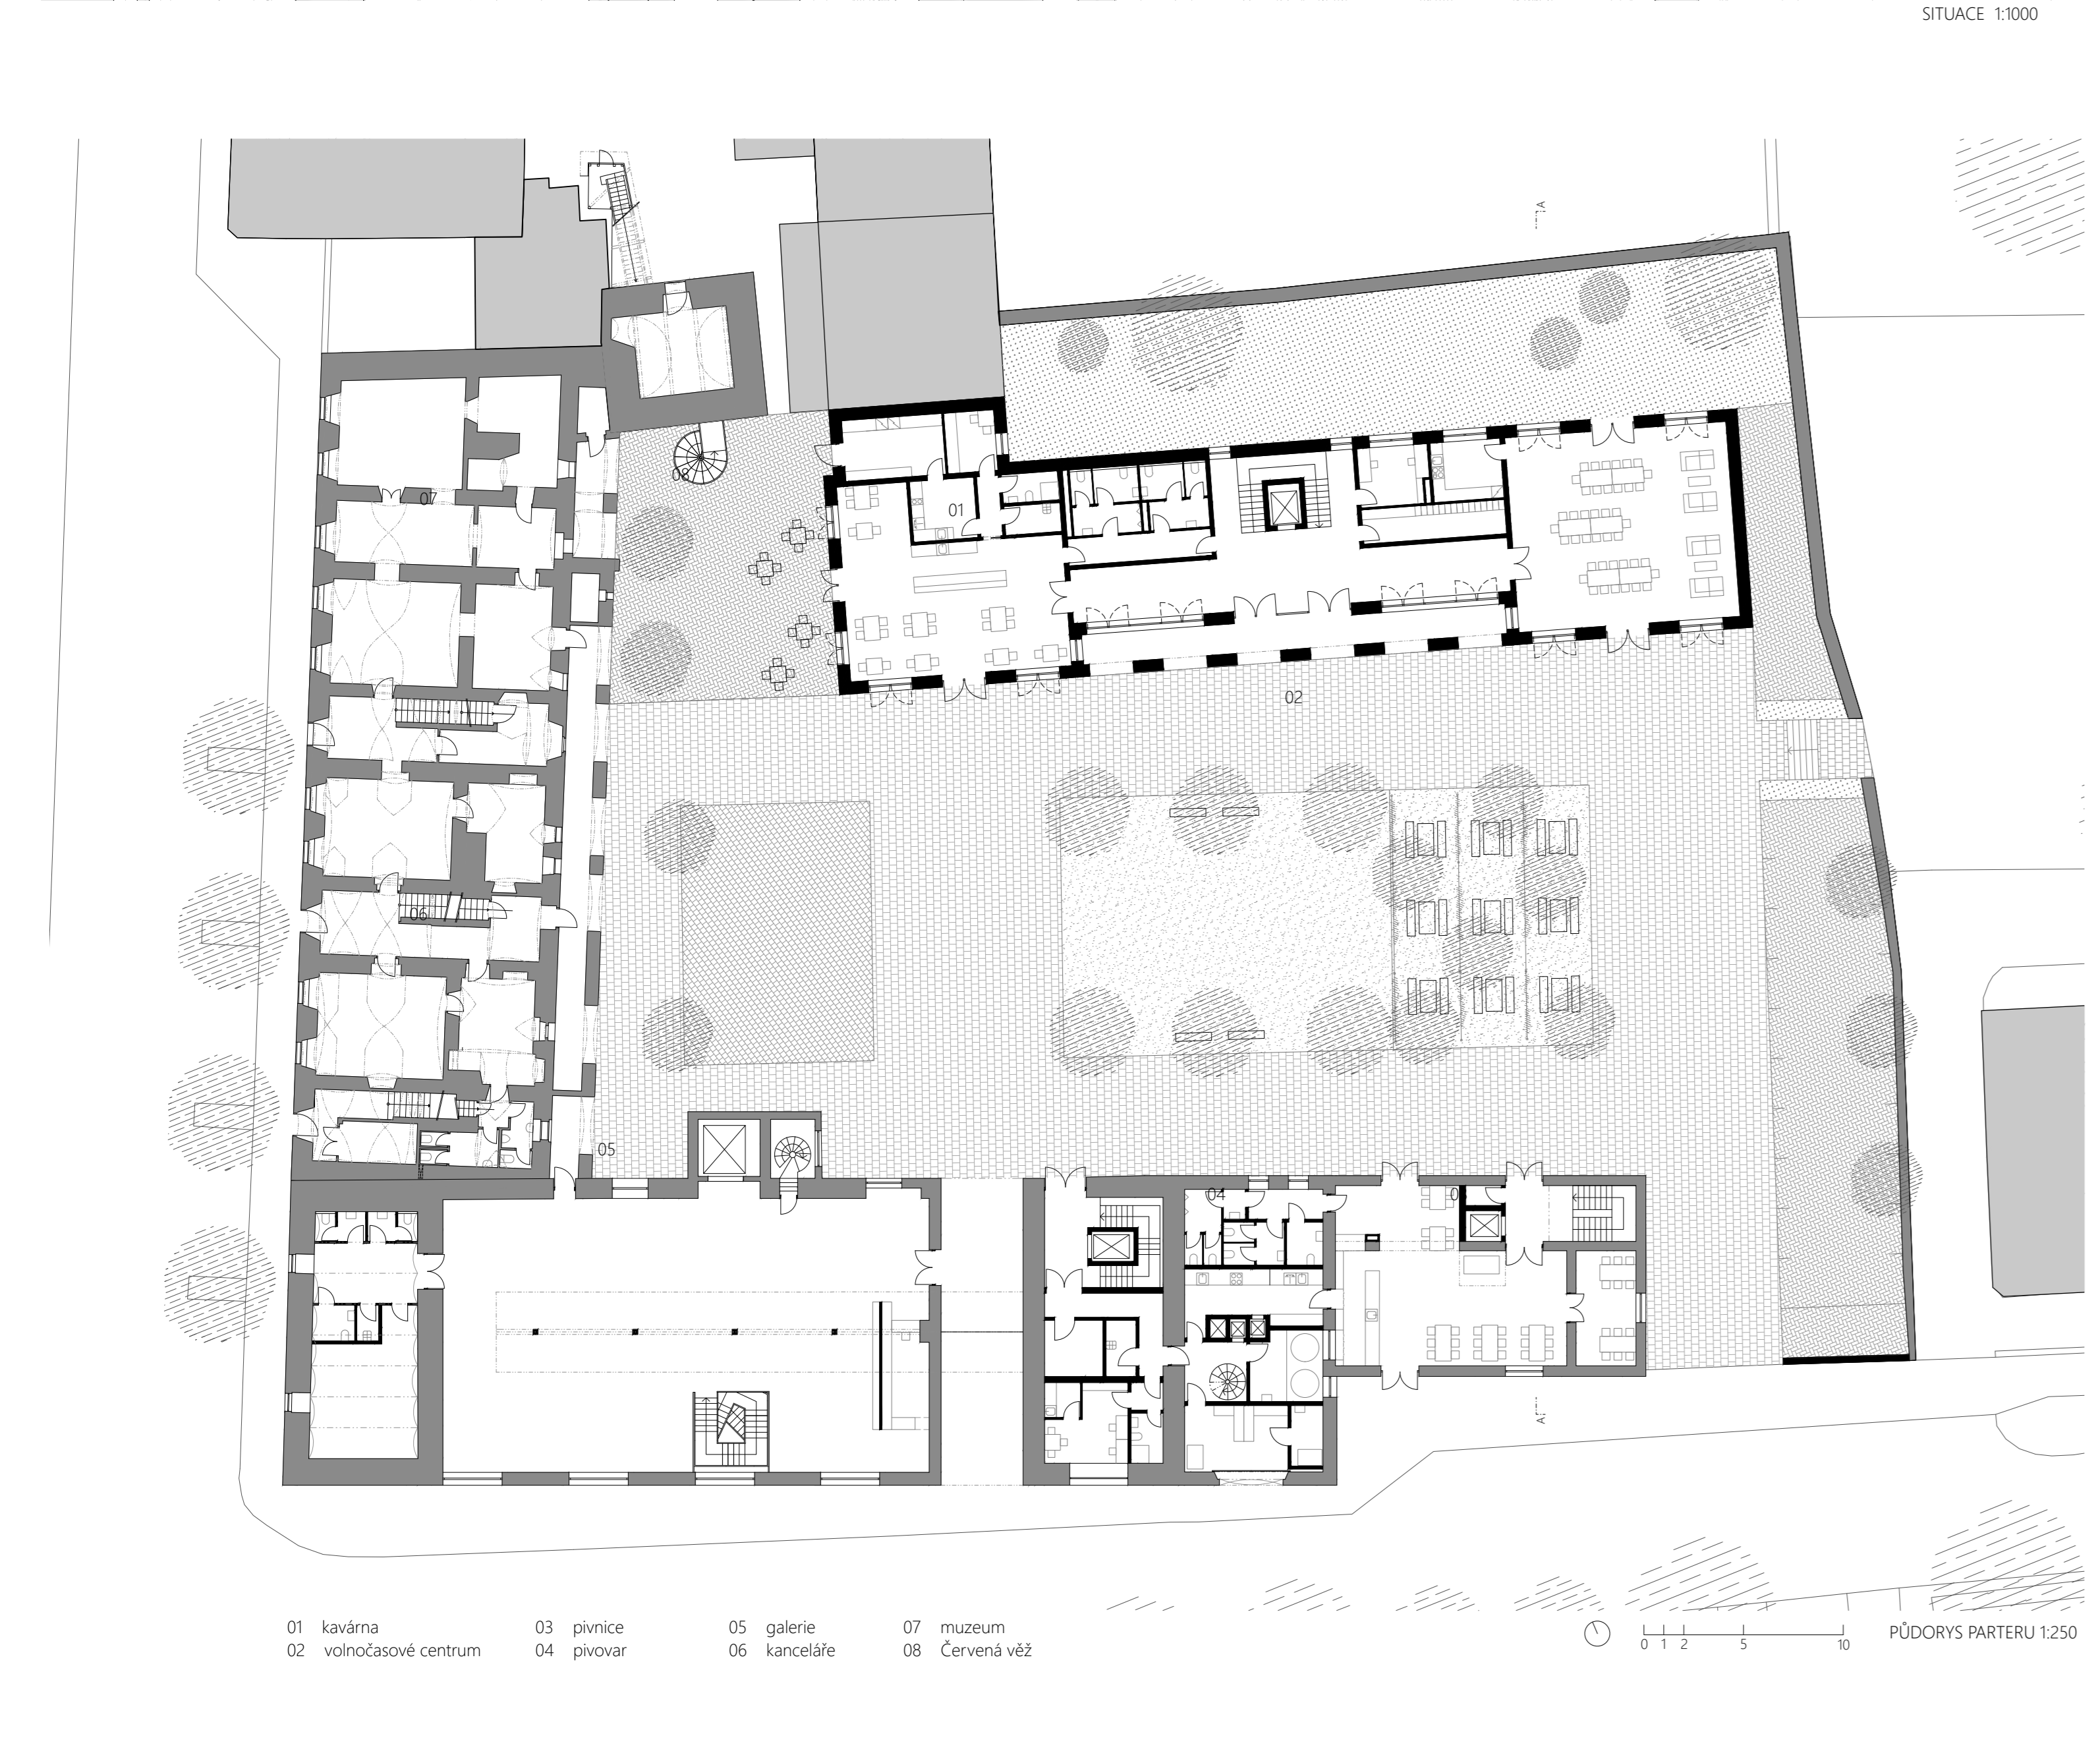 SITUACE 1:1000
A
08
07
01
02
06
05
04
0
A
01 kavárna
02 volnočasové centrum
03 pivnice
04 pivovar
05 galerie
06 kanceláře
07 muzeum
08 Červená věž
0 1 2 5 10
PŮDORYS PARTERU 1:250